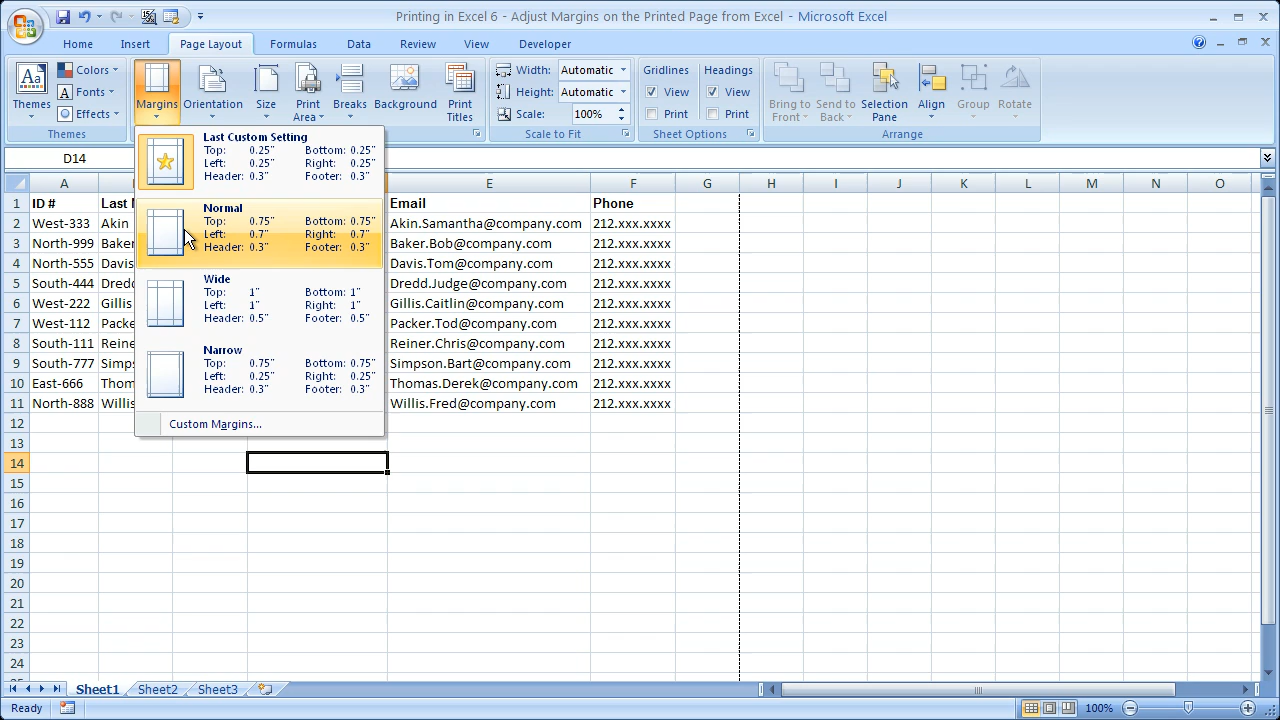 Printing in Excel 6 - Adjust Margins on the Printed Page from Excel - Microsoft Excel
Home Insert Page Layout Formulas Data Review View Developer
Themes
Colors
Fonts
Effects
Themes
Margins
Orientation
Size
Print Area
Breaks
Background
Print Titles
Width: Automatic
Height: Automatic
Scale: 100%
Scale to Fit
Gridlines Headings
View View
Print Print
Sheet Options
Bring to Front
Send to Back
Selection Pane
Align
Group
Rotate
Arrange
D14
Last Custom Setting
Top: 0.25" Bottom: 0.25"
Left: 0.25" Right: 0.25"
Header: 0.3" Footer: 0.3"
Normal
Top: 0.75" Bottom: 0.75"
Left: 0.7" Right: 0.7"
Header: 0.3" Footer: 0.3"
Wide
Top: 1" Bottom: 1"
Left: 1" Right: 1"
Header: 0.5" Footer: 0.5"
Narrow
Top: 0.75" Bottom: 0.75"
Left: 0.25" Right: 0.25"
Header: 0.3" Footer: 0.3"
Custom Margins...
A E F G H I J K L M N O
1 ID # Last Email Phone
2 West-333 Akin Akin.Samantha@company.com 212.xxx.xxxx
3 North-999 Baker Baker.Bob@company.com 212.xxx.xxxx
4 North-555 Davis Davis.Tom@company.com 212.xxx.xxxx
5 South-444 Dredd Dredd.Judge@company.com 212.xxx.xxxx
6 West-222 Gillis Gillis.Caitlin@company.com 212.xxx.xxxx
7 West-112 Packe Packer.Tod@company.com 212.xxx.xxxx
8 South-111 Reine Reiner.Chris@company.com 212.xxx.xxxx
9 South-777 Simps Simpson.Bart@company.com 212.xxx.xxxx
10 East-666 Thom Thomas.Derek@company.com 212.xxx.xxxx
11 North-888 Willis Willis.Fred@company.com 212.xxx.xxxx
12
13
14
15
16
17
18
19
20
21
22
23
24
Sheet1 Sheet2 Sheet3
Ready 100%